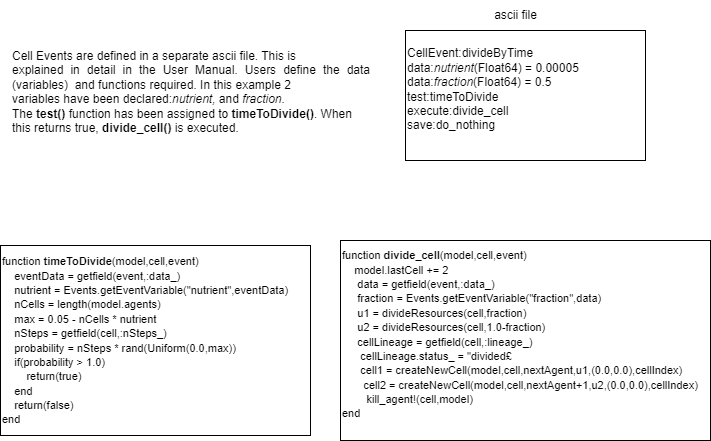 ascii file
Cell Events are defined in a separate ascii file. This is
explained in detail in the User Manual. Users define the data
(variables) and functions required. In this example 2
variables have been declared:nutrient, and fraction.
The test() function has been assigned to timeToDivide(). When
this returns true, divide_cell() is executed.
CellEvent:divideByTime
data:nutrient(Float64) = 0.00005
data:fraction(Float64) = 0.5
test:timeToDivide
execute:divide_cell
save:do_nothing
function timeToDivide(model,cell,event)
eventData = getfield(event,:data_)
nutrient = Events.getEventVariable("nutrient",eventData)
nCells = length(model.agents)
max = 0.05 - nCells * nutrient
nSteps = getfield(cell,:nSteps_)
probability = nSteps * rand(Uniform(0.0,max))
if(probability > 1.0)
return(true)
end
return(false)
end
function divide_cell(model,cell,event)
model.lastCell += 2
data = getfield(event,:data_)
fraction = Events.getEventVariable("fraction",data)
u1 = divideResources(cell,fraction)
u2 = divideResources(cell,1.0-fraction)
cellLineage = getfield(cell,:lineage_)
cellLineage.status_ = "divided£
cell1 = createNewCell(model,cell,nextAgent,u1,(0.0,0.0),cellIndex)
cell2 = createNewCell(model,cell,nextAgent+1,u2,(0.0,0.0),cellIndex)
kill_agent!(cell,model)
end